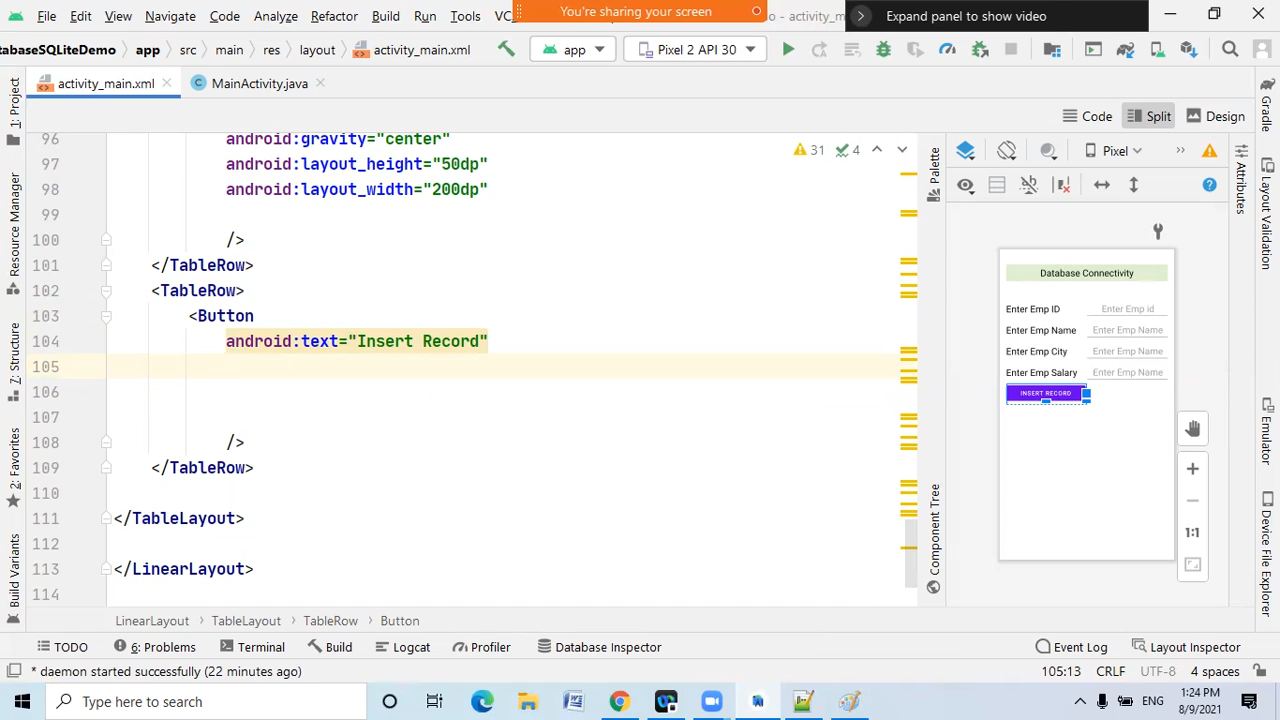 File Edit View Navigate Code Analyze Refactor Build Run Tools
You're sharing your screen
Expand panel to show video
activity_m
atabaseSQLiteDemo app src main res layout activity_main.xml
app
Pixel 2 API 30
activity_main.xml
MainActivity.java
Code
Split
Design
31
4
96 android:gravity="center"
97 android:layout_height="50dp"
98 android:layout_width="200dp"
99
100 />
101 </TableRow>
102 <TableRow>
103 <Button
104 android:text="Insert Record"
105
106
107
108 />
109 </TableRow>
110
111 </TableLayout>
112
113 </LinearLayout>
114
LinearLayout TableLayout TableRow Button
1: Project
Resource Manager
Z: Structure
2: Favorites
Build Variants
Palette
Component Tree
Pixel
Database Connectivity
Enter Emp ID Enter Emp id
Enter Emp Name Enter Emp Name
Enter Emp City Enter Emp Name
Enter Emp Salary Enter Emp Name
INSERT RECORD
1:1
Attributes
Gradle
Layout Validation
Emulator
Device File Explorer
TODO 6: Problems Terminal Build Logcat Profiler Database Inspector Event Log Layout Inspector
* daemon started successfully (22 minutes ago)
105:13 CRLF UTF-8 4 spaces
Type here to search
ENG
1:24 PM
8/9/2021